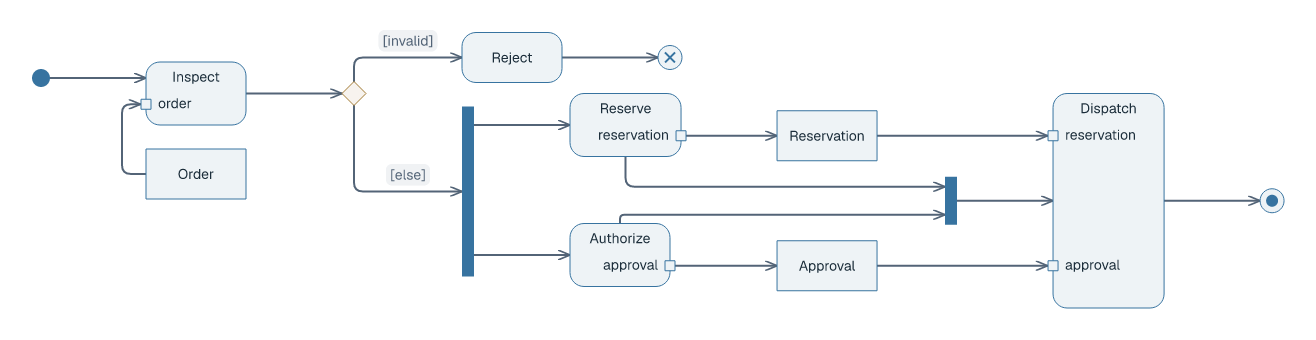 Inspect
order
Order
[invalid]
Reject
[else]
Reserve
reservation
Reservation
Authorize
approval
Approval
Dispatch
reservation
approval